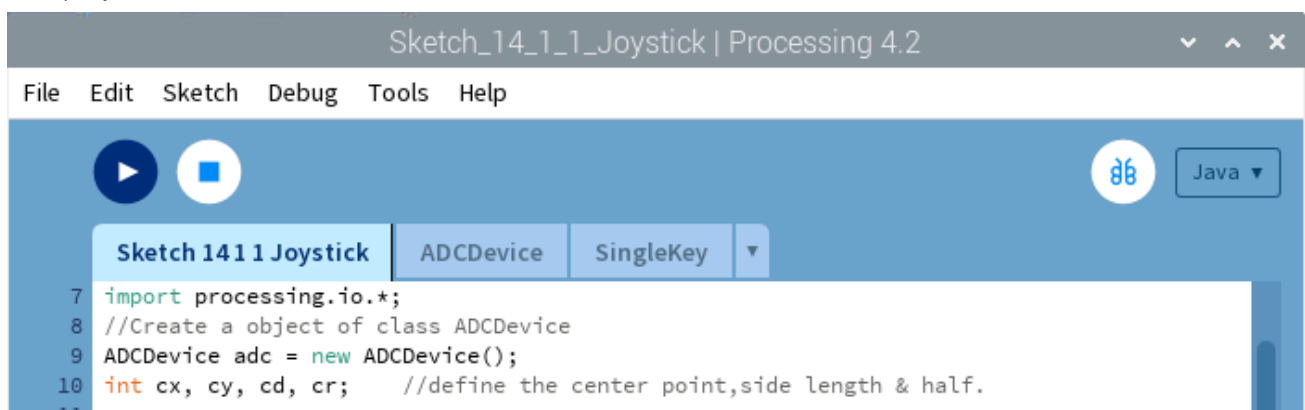 Sketch_14_1_1_Joystick | Processing 4.2
File Edit Sketch Debug Tools Help
Java ▾
Sketch 14 1 1 Joystick ADCDevice SingleKey ▾
7 import processing.io.*;
8 //Create a object of class ADCDevice
9 ADCDevice adc = new ADCDevice();
10 int cx, cy, cd, cr;    //define the center point,side length & half.